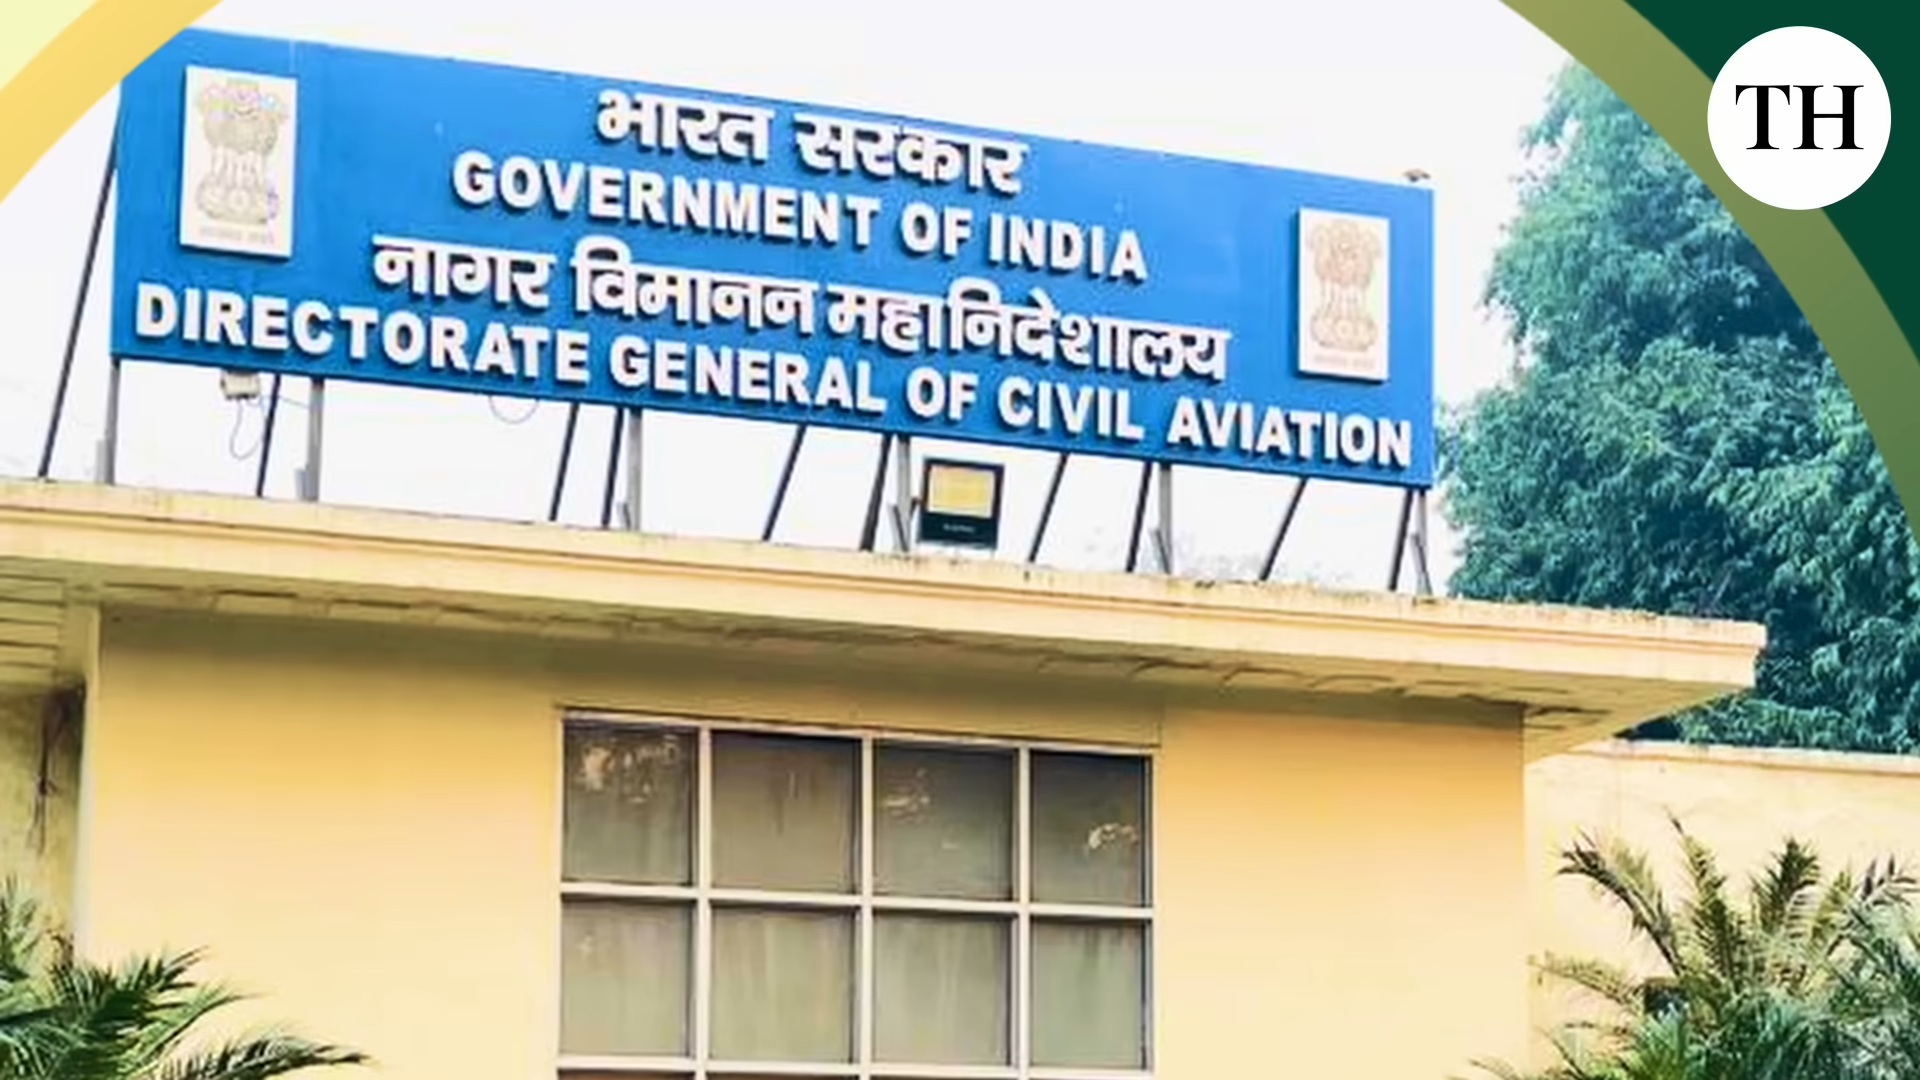 भारत सरकार
GOVERNMENT OF INDIA
नागर विमानन महानिदेशालय
DIRECTORATE GENERAL OF CIVIL AVIATION
TH